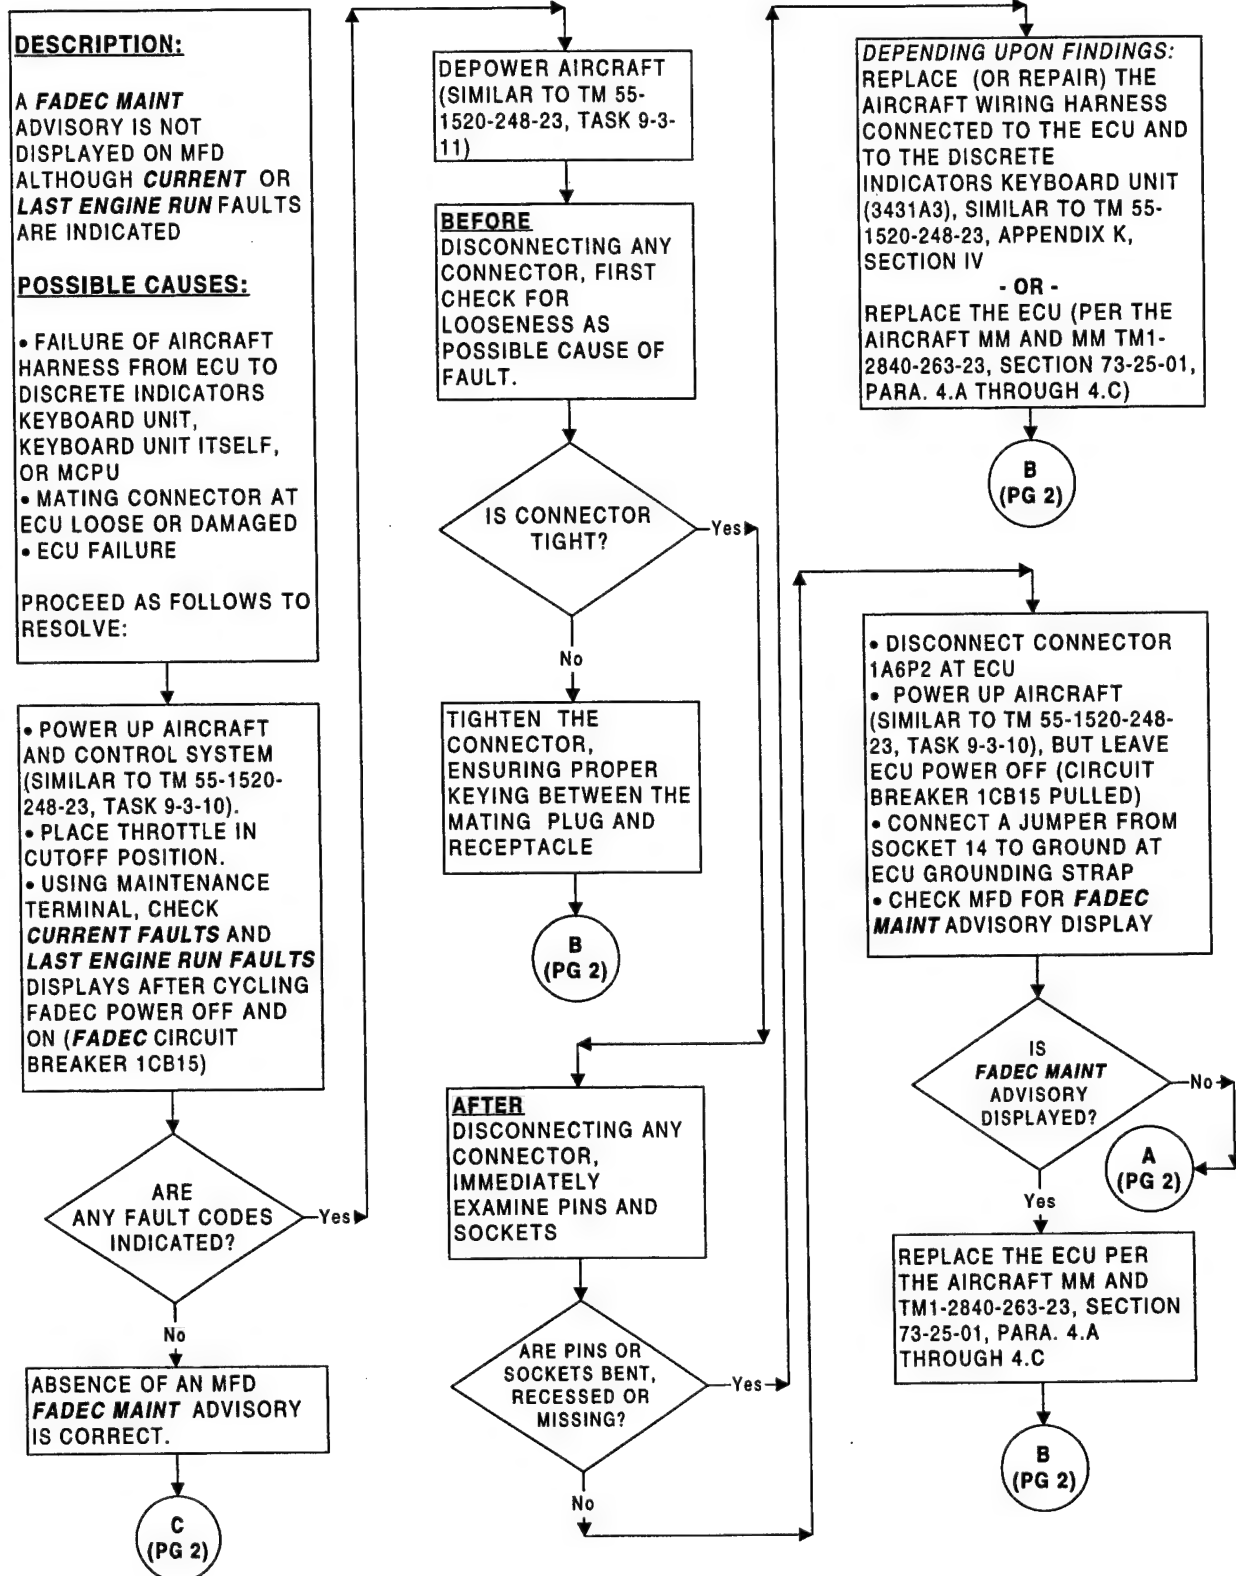 DESCRIPTION:
A FADEC MAINT
ADVISORY IS NOT
DISPLAYED ON MFD
ALTHOUGH CURRENT OR
LAST ENGINE RUN FAULTS
ARE INDICATED
POSSIBLE CAUSES:
• FAILURE OF AIRCRAFT
HARNESS FROM ECU TO
DISCRETE INDICATORS
KEYBOARD UNIT,
KEYBOARD UNIT ITSELF,
OR MCPU
• MATING CONNECTOR AT
ECU LOOSE OR DAMAGED
• ECU FAILURE
PROCEED AS FOLLOWS TO
RESOLVE:
• POWER UP AIRCRAFT
AND CONTROL SYSTEM
(SIMILAR TO TM 55-1520-
248-23, TASK 9-3-10).
• PLACE THROTTLE IN
CUTOFF POSITION.
• USING MAINTENANCE
TERMINAL, CHECK
CURRENT FAULTS AND
LAST ENGINE RUN FAULTS
DISPLAYS AFTER CYCLING
FADEC POWER OFF AND
ON (FADEC CIRCUIT
BREAKER 1CB15)
ARE
ANY FAULT CODES
INDICATED?
Yes
No
ABSENCE OF AN MFD
FADEC MAINT ADVISORY
IS CORRECT.
C
(PG 2)
DEPOWER AIRCRAFT
(SIMILAR TO TM 55-
1520-248-23, TASK 9-3-
11)
BEFORE
DISCONNECTING ANY
CONNECTOR, FIRST
CHECK FOR
LOOSENESS AS
POSSIBLE CAUSE OF
FAULT.
IS CONNECTOR
TIGHT?
Yes
No
TIGHTEN THE
CONNECTOR,
ENSURING PROPER
KEYING BETWEEN THE
MATING PLUG AND
RECEPTACLE
B
(PG 2)
AFTER
DISCONNECTING ANY
CONNECTOR,
IMMEDIATELY
EXAMINE PINS AND
SOCKETS
ARE PINS OR
SOCKETS BENT,
RECESSED OR
MISSING?
Yes
No
DEPENDING UPON FINDINGS:
REPLACE (OR REPAIR) THE
AIRCRAFT WIRING HARNESS
CONNECTED TO THE ECU AND
TO THE DISCRETE
INDICATORS KEYBOARD UNIT
(3431A3), SIMILAR TO TM 55-
1520-248-23, APPENDIX K,
SECTION IV
- OR -
REPLACE THE ECU (PER THE
AIRCRAFT MM AND MM TM1-
2840-263-23, SECTION 73-25-01,
PARA. 4.A THROUGH 4.C)
B
(PG 2)
• DISCONNECT CONNECTOR
1A6P2 AT ECU
• POWER UP AIRCRAFT
(SIMILAR TO TM 55-1520-248-
23, TASK 9-3-10), BUT LEAVE
ECU POWER OFF (CIRCUIT
BREAKER 1CB15 PULLED)
• CONNECT A JUMPER FROM
SOCKET 14 TO GROUND AT
ECU GROUNDING STRAP
• CHECK MFD FOR FADEC
MAINT ADVISORY DISPLAY
IS
FADEC MAINT
ADVISORY
DISPLAYED?
No
A
(PG 2)
Yes
REPLACE THE ECU PER
THE AIRCRAFT MM AND
TM1-2840-263-23, SECTION
73-25-01, PARA. 4.A
THROUGH 4.C
B
(PG 2)